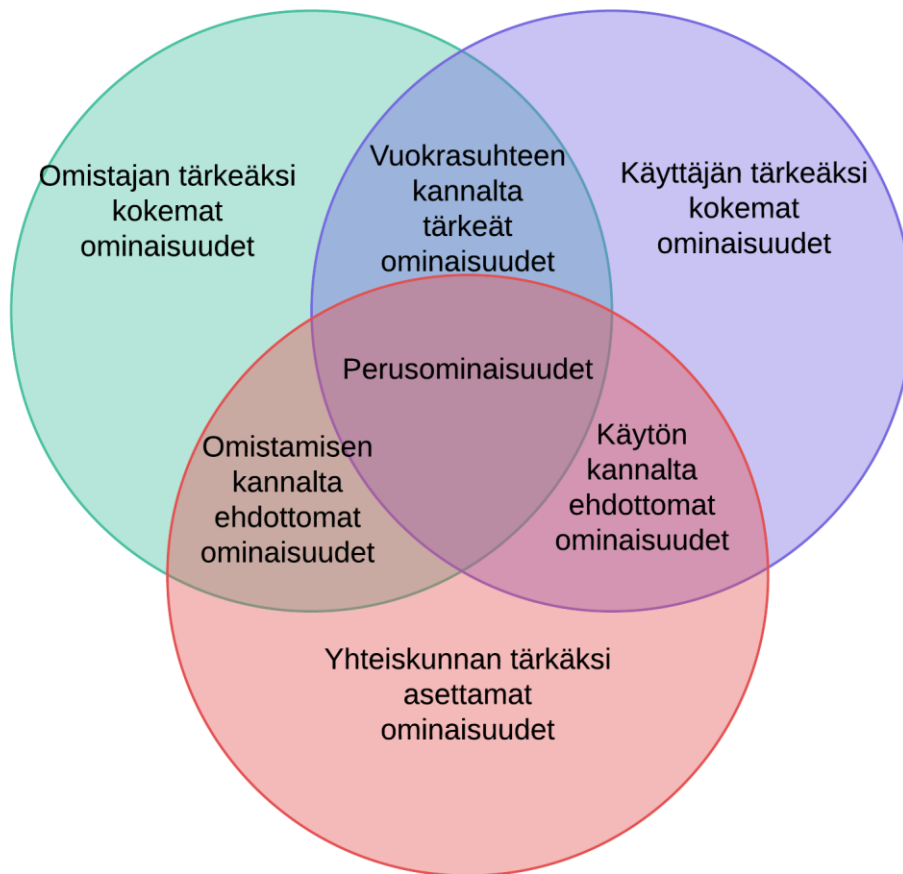 Omistajan tärkeäksi
kokemat
ominaisuudet
Vuokrasuhteen
kannalta
tärkeät
ominaisuudet
Käyttäjän tärkeäksi
kokemat
ominaisuudet
Perusominaisuudet
Omistamisen
kannalta
ehdottomat
ominaisuudet
Käytön
kannalta
ehdottomat
ominaisuudet
Yhteiskunnan tärkäksi
asettamat
ominaisuudet